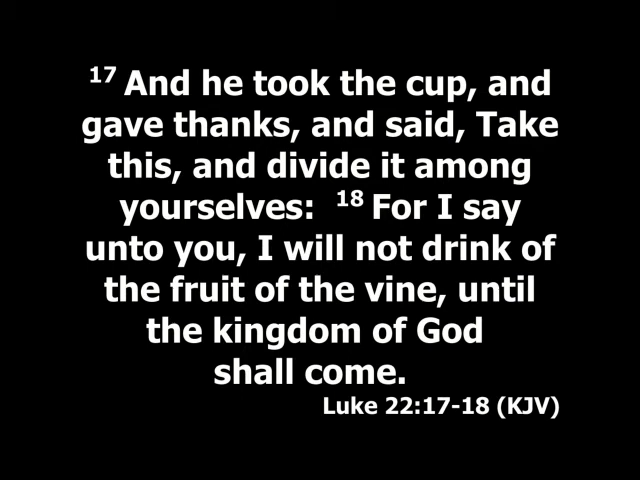 17 And he took the cup, and
gave thanks, and said, Take
this, and divide it among
yourselves: 18 For I say
unto you, I will not drink of
the fruit of the vine, until
the kingdom of God
shall come.
Luke 22:17-18 (KJV)